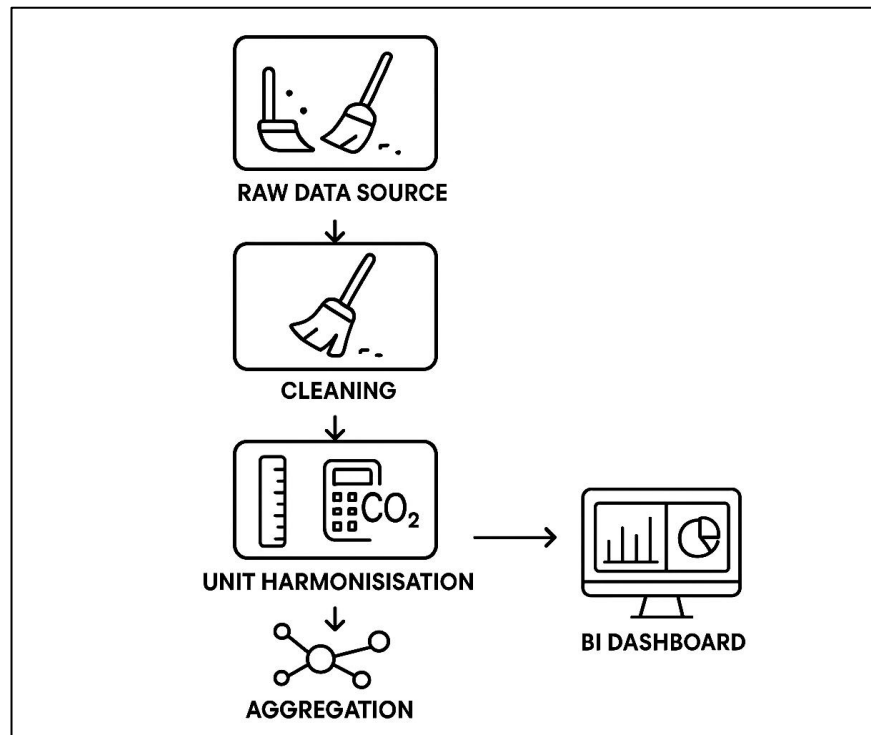 RAW DATA SOURCE
CLEANING
CO₂
UNIT HARMONISISATION
BI DASHBOARD
AGGREGATION